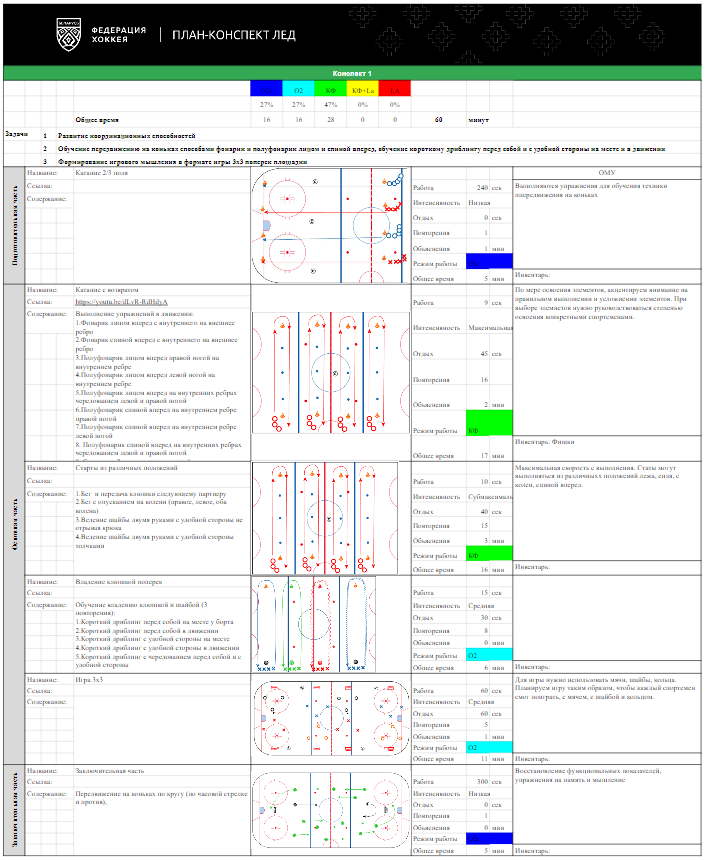 БЕЛАРУСЬ
ФЕДЕРАЦИЯ
ХОККЕЯ
ПЛАН-КОНСПЕКТ ЛЕД
Конспект 1
О2 КФ КФ+La LA
27% 27% 47% 0% 0%
Общее время 16 16 28 0 0 60 минут
Задачи 1 Развитие координационных способностей
2 Обучение передвижению на коньках способами фонарик и полуфонарик лицом и спиной вперед, обучение короткому дриблингу перед собой и с удобной стороны на месте и в движении
3 Формирование игрового мышления в формате игры 3х3 поперек площадки
Подготовительная часть
Название: Катание 2/3 поля
Ссылка:
Содержание:
Работа 240 сек
Интенсивность Низкая
Отдых 0 сек
Повторения 1
Объяснения 1 мин
Режим работы
Общее время 5 мин
ОМУ
Выполняются упражнения для обучения техники
передвижения на коньках
Инвентарь:
Основная часть
Название: Катание с возвратом
Ссылка: https://youtu.be/dLvR-RdHdyA
Содержание: Выполнение упражнений в движении:
1.Фонарик лицом вперед с внутреннего на внешнее
ребро
2.Фонарик спиной вперед с внутреннего на внешнее
ребро
3.Полуфонарик лицом вперед правой ногой на
внутреннем ребре
4.Полуфонарик лицом вперед левой ногой на
внутреннем ребре
5.Полуфонарик лицом вперед на внутренних ребрах
чередованием левой и правой ногой
6.Полуфонарик спиной вперед на внутреннем ребре
правой ногой
7.Полуфонарик спиной вперед на внутреннем ребре
левой ногой
8. Полуфонарик спиной вперед на внутренних ребрах
чередованием левой и правой ногой
Работа 9 сек
Интенсивность Максимальная
Отдых 45 сек
Повторения 16
Объяснения 2 мин
Режим работы КФ
Общее время 17 мин
По мере освоения элементов, акцентируем внимание на
правильном выполнении и усложнении элементов. При
выборе элементов нужно руководствоваться степенью
освоения конкретными спортсменами.
Инвентарь: Фишки
Название: Старты из различных положений
Ссылка:
Содержание: 1.Бег и передача клюшки следующему партнеру
2.Бег с опусканием на колени (правое, левое, оба
колена)
3.Ведение шайбы двумя руками с удобной стороны не
отрывая крюка
4.Ведение шайбы двумя руками с удобной стороны
толчками
Работа 10 сек
Интенсивность Субмаксимальн
Отдых 40 сек
Повторения 15
Объяснения 3 мин
Режим работы КФ
Общее время 16 мин
Максимальная скорость с выполнения. Статы могут
выполняться из различных положений лежа, сидя, с
колен, спиной вперед.
Инвентарь:
Название: Владение клюшкой поперек
Ссылка:
Содержание: Обучение владению клюшкой и шайбой (3
повторения):
1.Короткий дриблинг перед собой на месте у борта
2.Короткий дриблинг перед собой в движении
3.Короткий дриблинг с удобной стороны на месте
4.Короткий дриблинг с удобной стороны в движении
5.Короткий дриблинг с чередованием перед собой и с
удобной стороны
Работа 15 сек
Интенсивность Средняя
Отдых 30 сек
Повторения 8
Объяснения 0 мин
Режим работы О2
Общее время 6 мин
Инвентарь:
Название: Игра 3х3
Ссылка:
Содержание:
Работа 60 сек
Интенсивность Средняя
Отдых 60 сек
Повторения 5
Объяснения 1 мин
Режим работы О2
Общее время 11 мин
Для игры нужно использовать мячи, шайбы, кольца.
Планируем игру таким образом, чтобы каждый спортсмен
смог поиграть, с мячем, с шайбой и кольцом.
Инвентарь:
Заключительная часть
Название: Заключительная часть
Ссылка:
Содержание: Передвижение на коньках по кругу (по часовой стрелке
и против),
Работа 300 сек
Интенсивность Низкая
Отдых 0 сек
Повторения 1
Объяснения 0 мин
Режим работы
Общее время 5 мин
Восстановление функциональных показателей,
упражнения на память и мышление
Инвентарь: